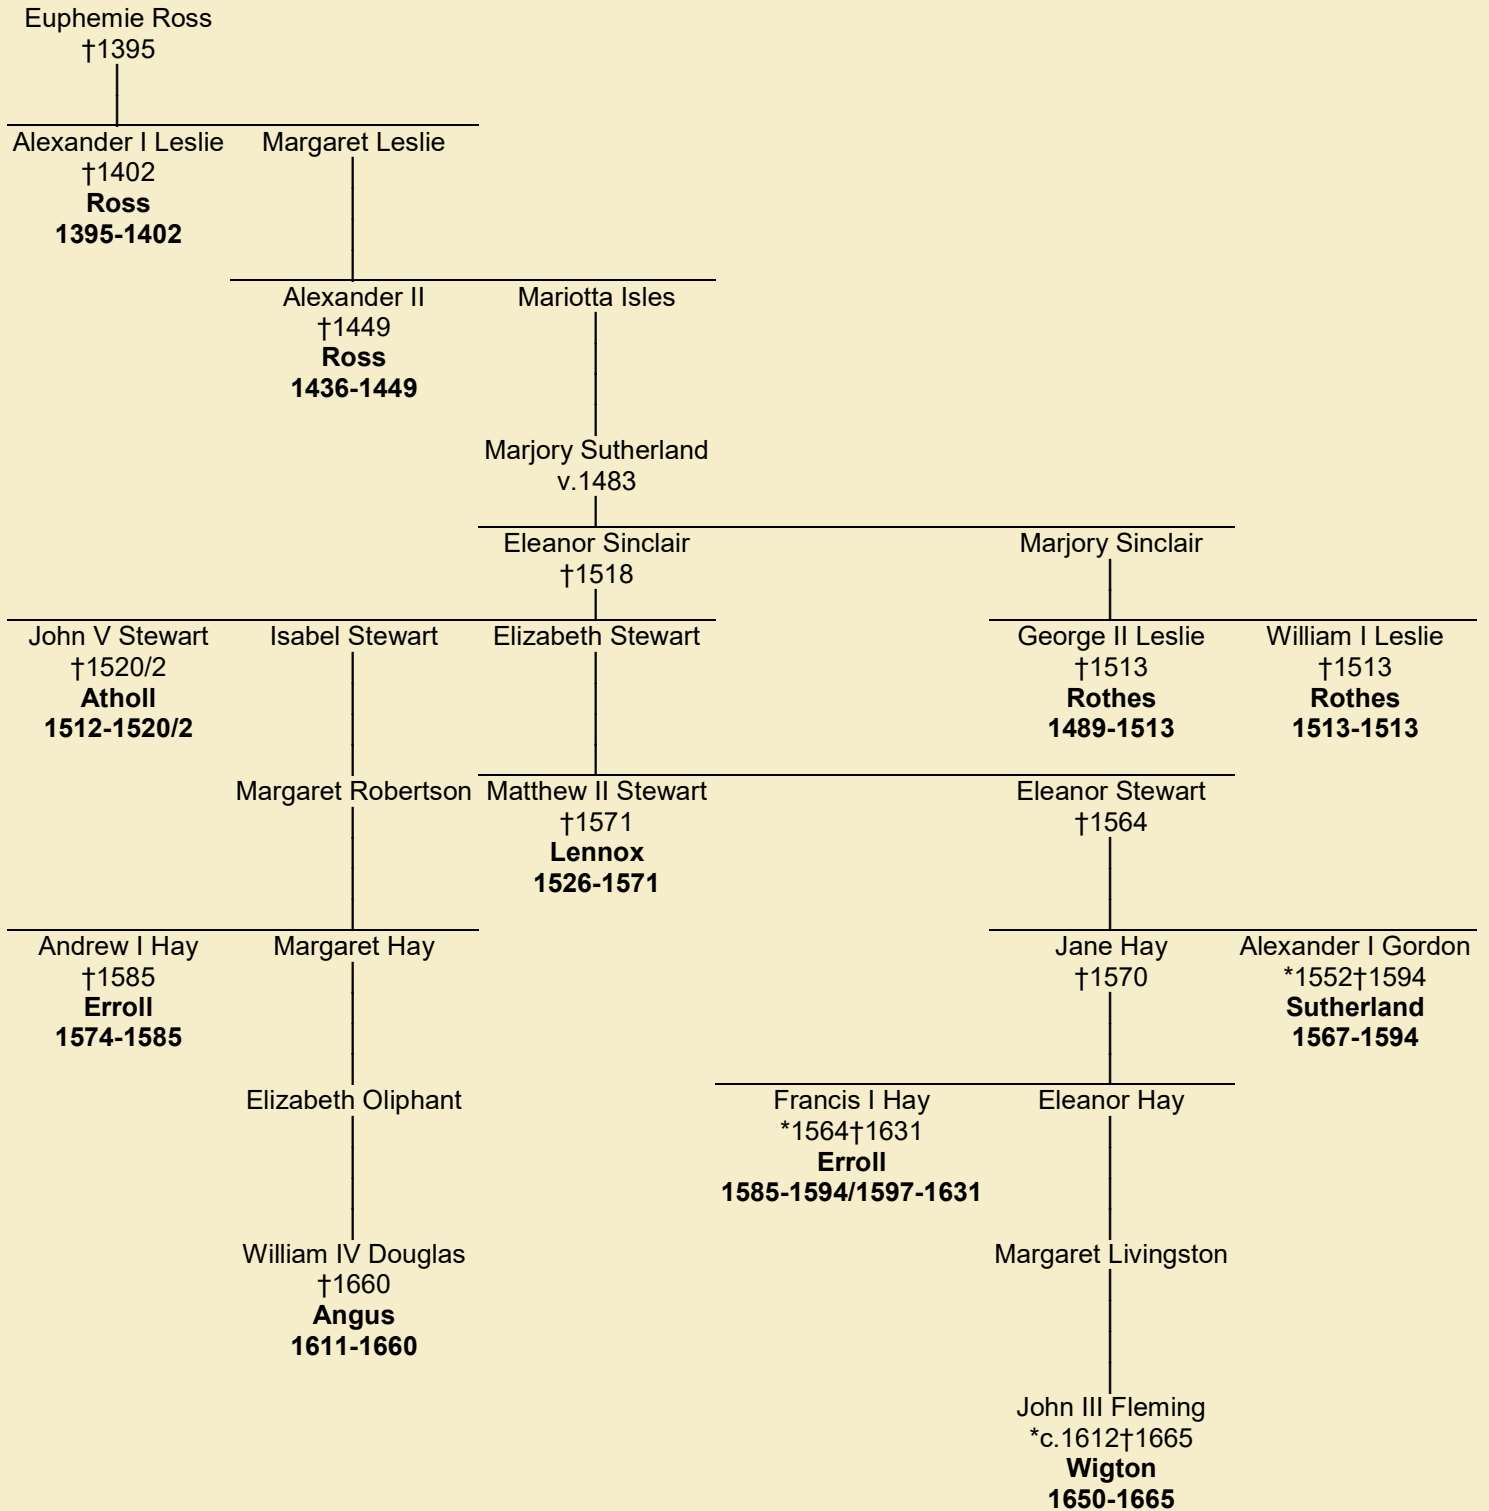 Euphemie Ross
†1395
Alexander I Leslie Margaret Leslie
†1402
Ross
1395-1402
Alexander II Mariotta Isles
†1449
Ross
1436-1449
Marjory Sutherland
v.1483
Eleanor Sinclair Marjory Sinclair
†1518
John V Stewart Isabel Stewart Elizabeth Stewart George II Leslie William I Leslie
†1520/2 †1513 †1513
Atholl Rothes Rothes
1512-1520/2 1489-1513 1513-1513
Margaret Robertson Matthew II Stewart Eleanor Stewart
†1571 †1564
Lennox
1526-1571
Andrew I Hay Margaret Hay Jane Hay Alexander I Gordon
†1585 †1570 *1552†1594
Erroll Sutherland
1574-1585 1567-1594
Elizabeth Oliphant Francis I Hay Eleanor Hay
*1564†1631
Erroll
1585-1594/1597-1631
William IV Douglas Margaret Livingston
†1660
Angus
1611-1660
John III Fleming
*c.1612†1665
Wigton
1650-1665